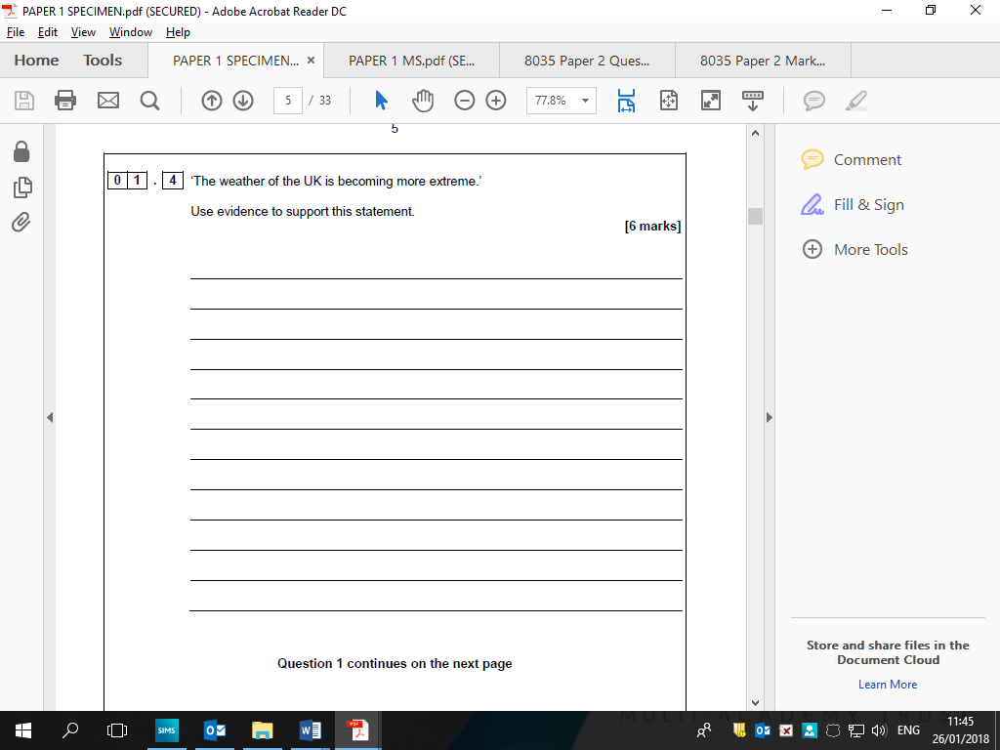 PAPER 1 SPECIMEN.pdf (SECURED) - Adobe Acrobat Reader DC
File Edit View Window Help
Home Tools PAPER 1 SPECIMEN... × PAPER 1 MS.pdf (SE... 8035 Paper 2 Ques... 8035 Paper 2 Mark...
5 / 33 77.8%
5
0 1 . 4 ‘The weather of the UK is becoming more extreme.’
Use evidence to support this statement.
[6 marks]
Question 1 continues on the next page
Comment
Fill & Sign
More Tools
Store and share files in the
Document Cloud
Learn More
MULTI ACADEMY TRUS
SIMS
ENG
11:45
26/01/2018